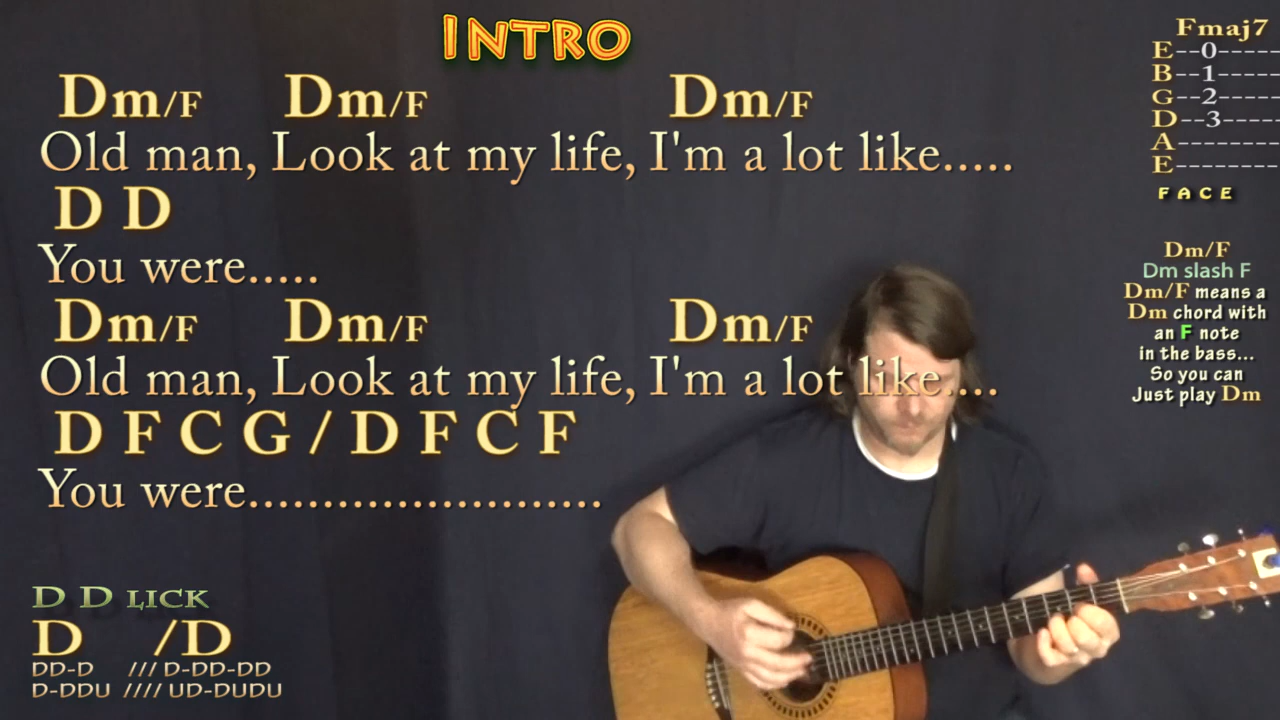 INTRO
Dm/F Dm/F Dm/F
Old man, Look at my life, I'm a lot like.....
D D
You were.....
Dm/F Dm/F Dm/F
Old man, Look at my life, I'm a lot like....
D F C G / D F C F
You were........................
D D LICK
D /D
DD-D /// D-DD-DD
D-DDU //// UD-DUDU
Fmaj7
E--0-----
B--1-----
G--2-----
D--3-----
A--------
E--------
FACE
Dm/F
Dm slash F
Dm/F means a
Dm chord with
an F note
in the bass...
So you can
Just play Dm